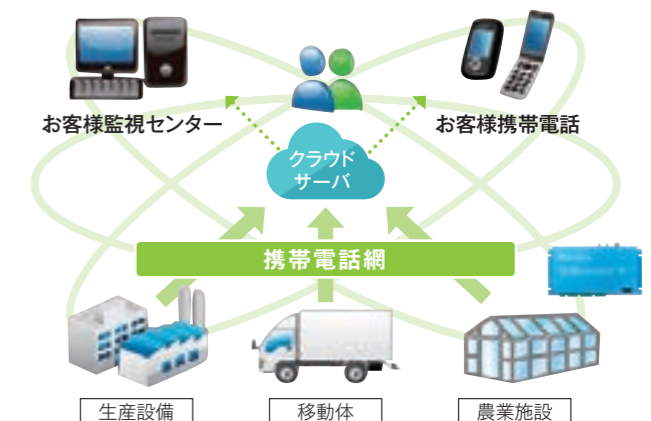 お客様監視センター
お客様携帯電話
クラウド
サーバ
携帯電話網
生産設備
移動体
農業施設